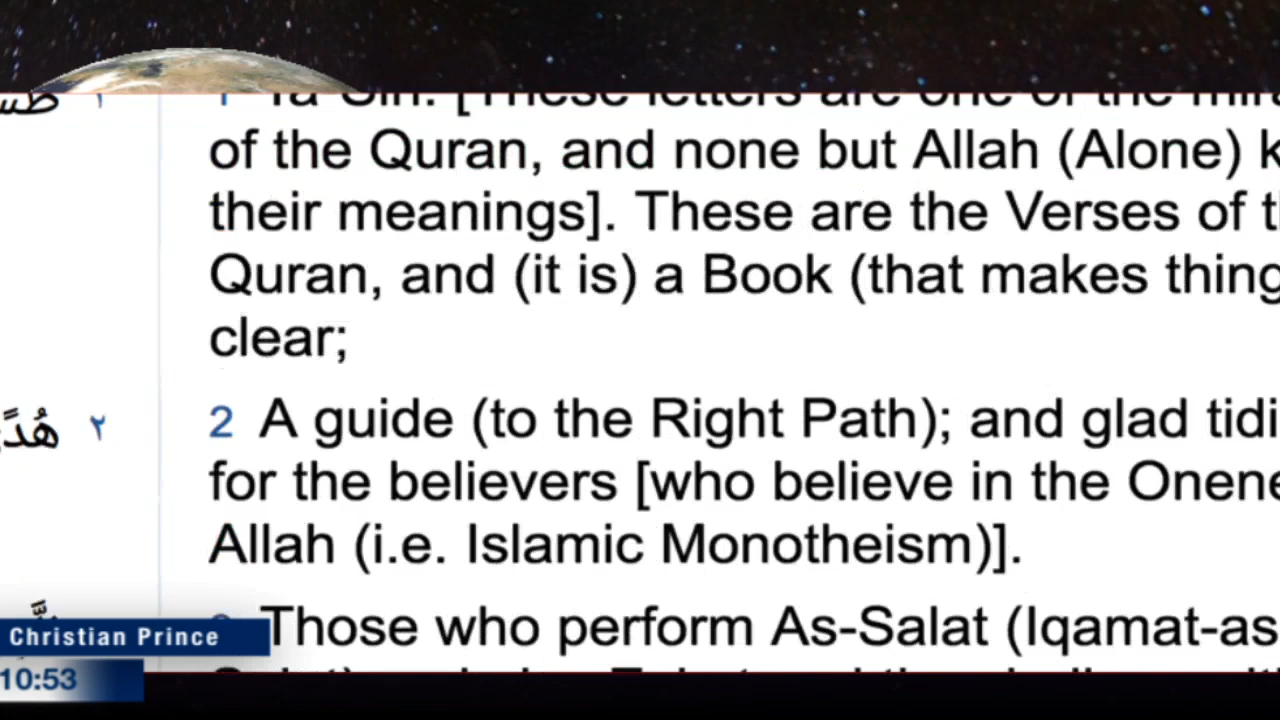 of the Quran, and none but Allah (Alone)
their meanings]. These are the Verses of
Quran, and (it is) a Book (that makes thing
clear;
٢ هُدًى
2 A guide (to the Right Path); and glad tidi
for the believers [who believe in the Onene
Allah (i.e. Islamic Monotheism)].
Those who perform As-Salat (Iqamat-as
Christian Prince
10:53